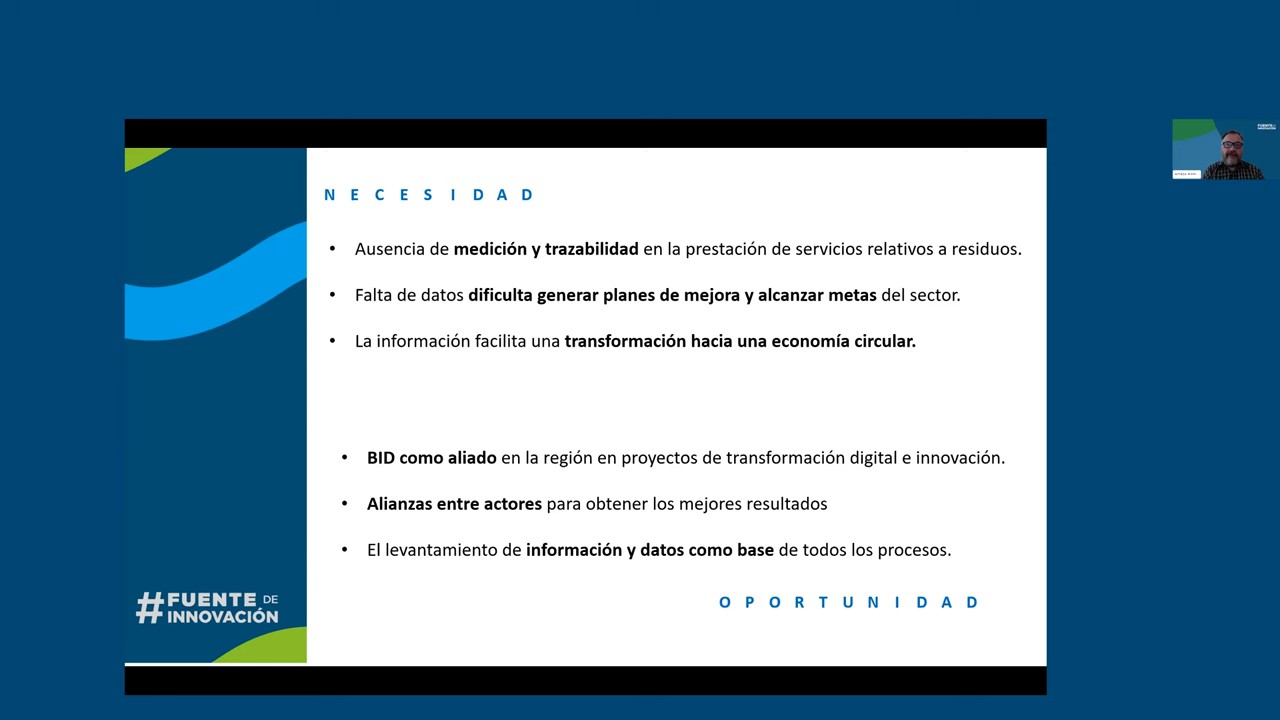 N E C E S I D A D
• Ausencia de medición y trazabilidad en la prestación de servicios relativos a residuos.
• Falta de datos dificulta generar planes de mejora y alcanzar metas del sector.
• La información facilita una transformación hacia una economía circular.
• BID como aliado en la región en proyectos de transformación digital e innovación.
• Alianzas entre actores para obtener los mejores resultados
• El levantamiento de información y datos como base de todos los procesos.
O P O R T U N I D A D
#FUENTE DE
INNOVACIÓN
FUENTE DE
INNOVACIÓN